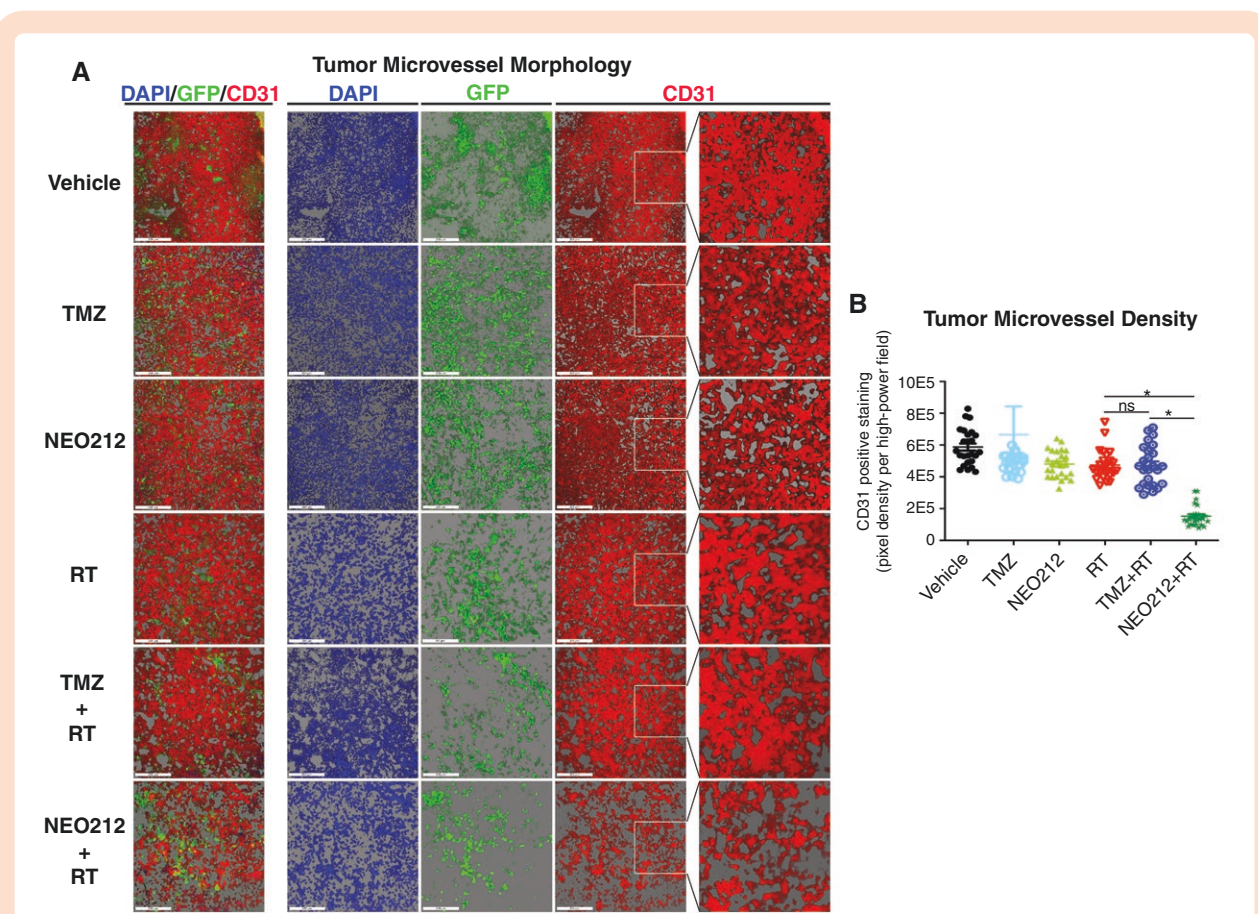 A
Tumor Microvessel Morphology
DAPI/GFP/CD31
DAPI
GFP
CD31
Vehicle
TMZ
NEO212
RT
TMZ
+
RT
NEO212
+
RT
B
Tumor Microvessel Density
CD31 positive staining
(pixel density per high-power field)
10E5
8E5
6E5
4E5
2E5
0
*
ns
*
Vehicle
TMZ
NEO212
RT
TMZ+RT
NEO212+RT